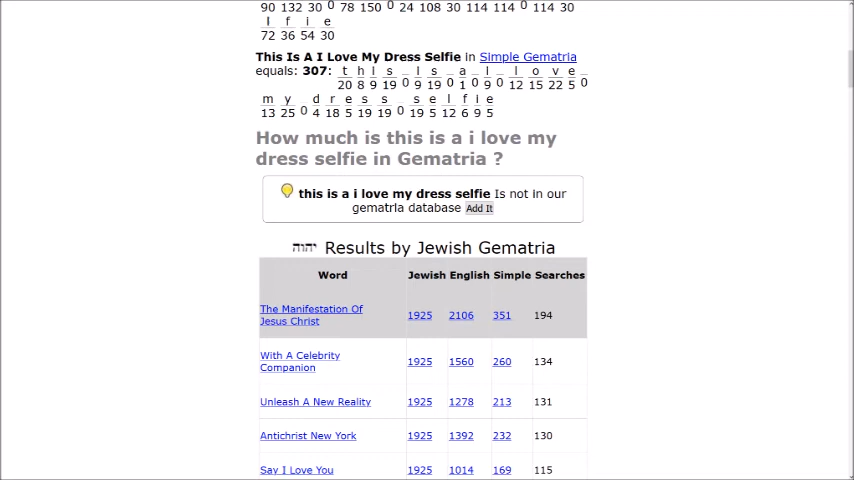 90 132 30 0 78 150 0 24 108 30 114 114 0 114 30
l f i e
72 36 54 30
This Is A I Love My Dress Selfie in Simple Gematria
equals: 307: t h i s _ i s _ a _ i _ l o v e _
20 8 9 19 0 9 19 0 1 0 9 0 12 15 22 5 0
m y _ d r e s s _ s e l f i e
13 25 0 4 18 5 19 19 0 19 5 12 6 9 5
How much is this is a i love my
dress selfie in Gematria ?
this is a i love my dress selfie Is not in our
gematria database Add It
יהוה Results by Jewish Gematria
Word Jewish English Simple Searches
The Manifestation Of
Jesus Christ 1925 2106 351 194
With A Celebrity
Companion 1925 1560 260 134
Unleash A New Reality 1925 1278 213 131
Antichrist New York 1925 1392 232 130
Say I Love You 1925 1014 169 115